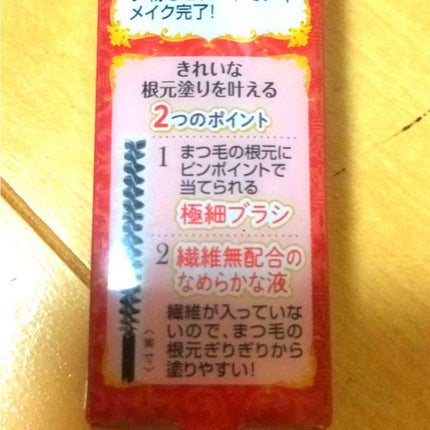 メイク完了!
きれいな
根元塗りを叶える
2つのポイント
1 まつ毛の根元に
ピンポイントで
当てられる
極細ブラシ
2 繊維無配合の
なめらかな液
繊維が入っていな
いので、まつ毛の
根元ぎりぎりから
塗りやすい!
〈実寸〉